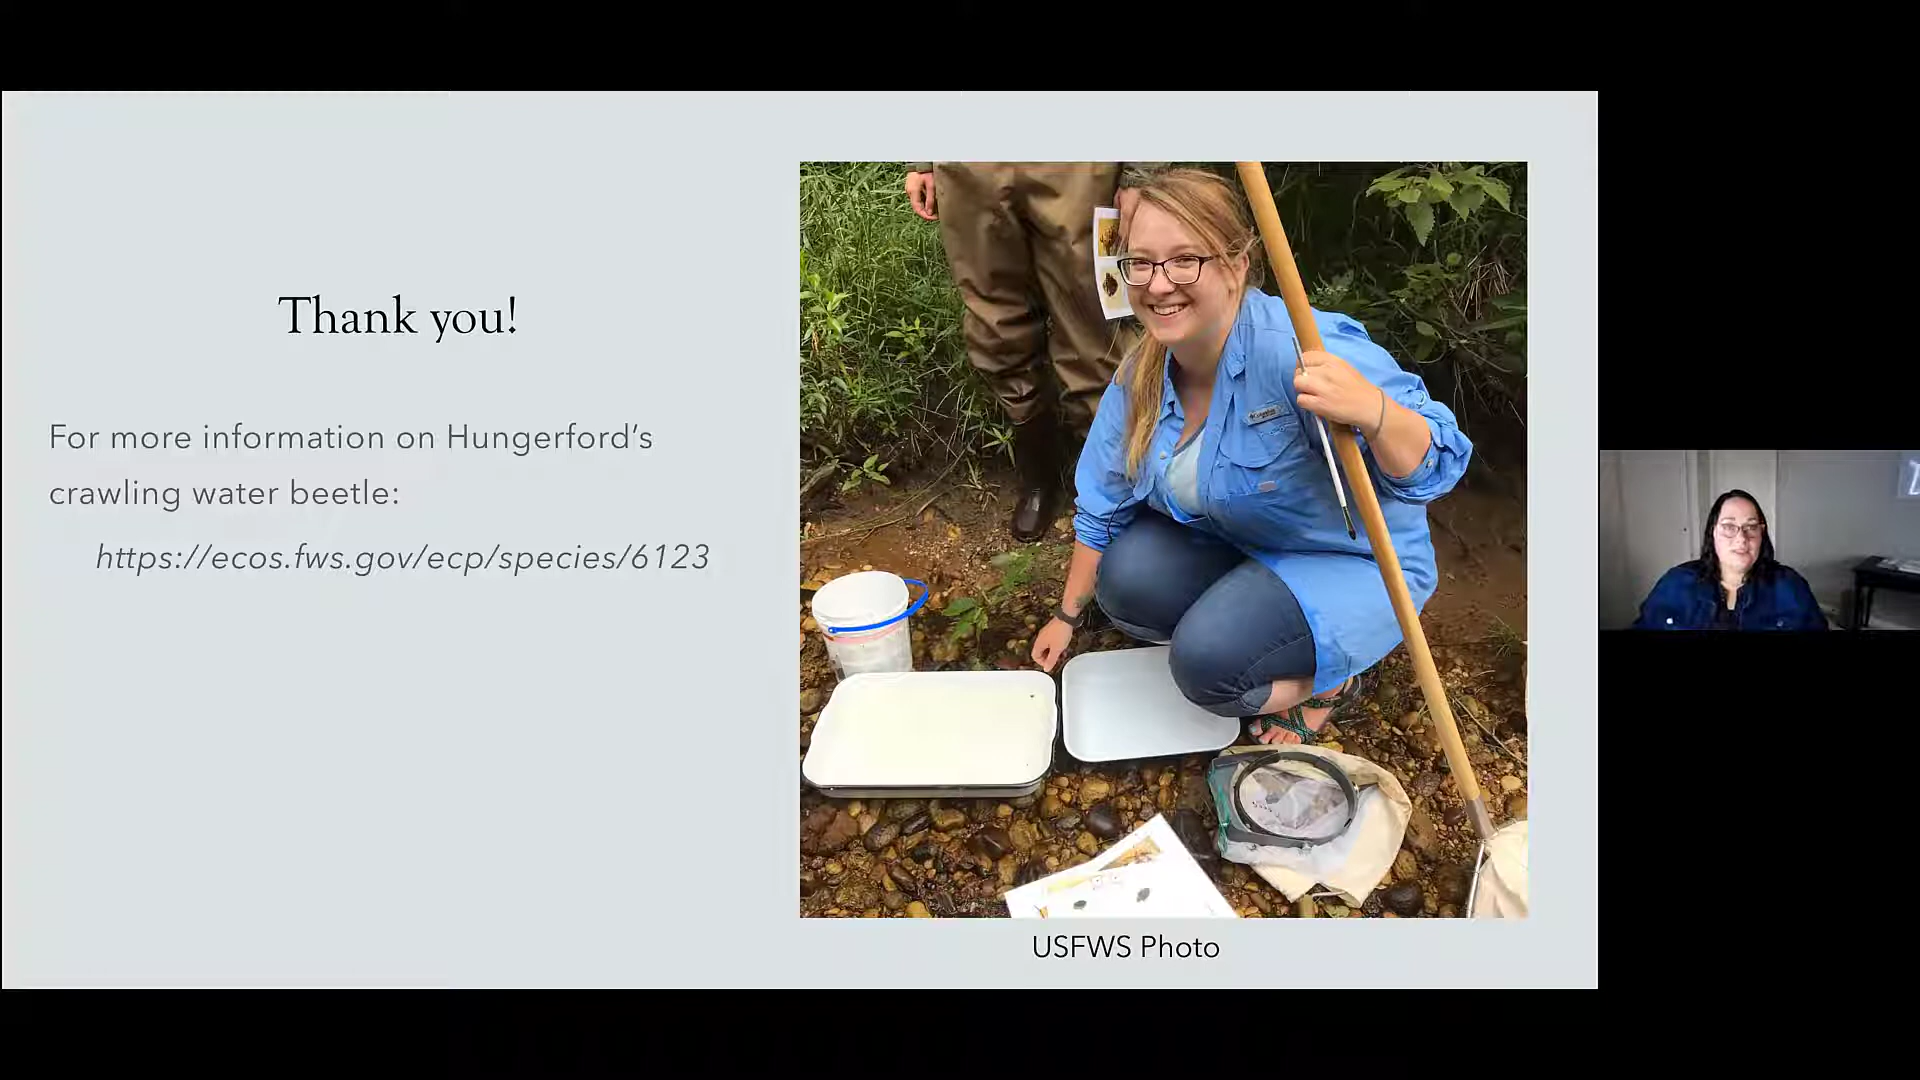 Thank you!
For more information on Hungerford's
crawling water beetle:
https://ecos.fws.gov/ecp/species/6123
USFWS Photo